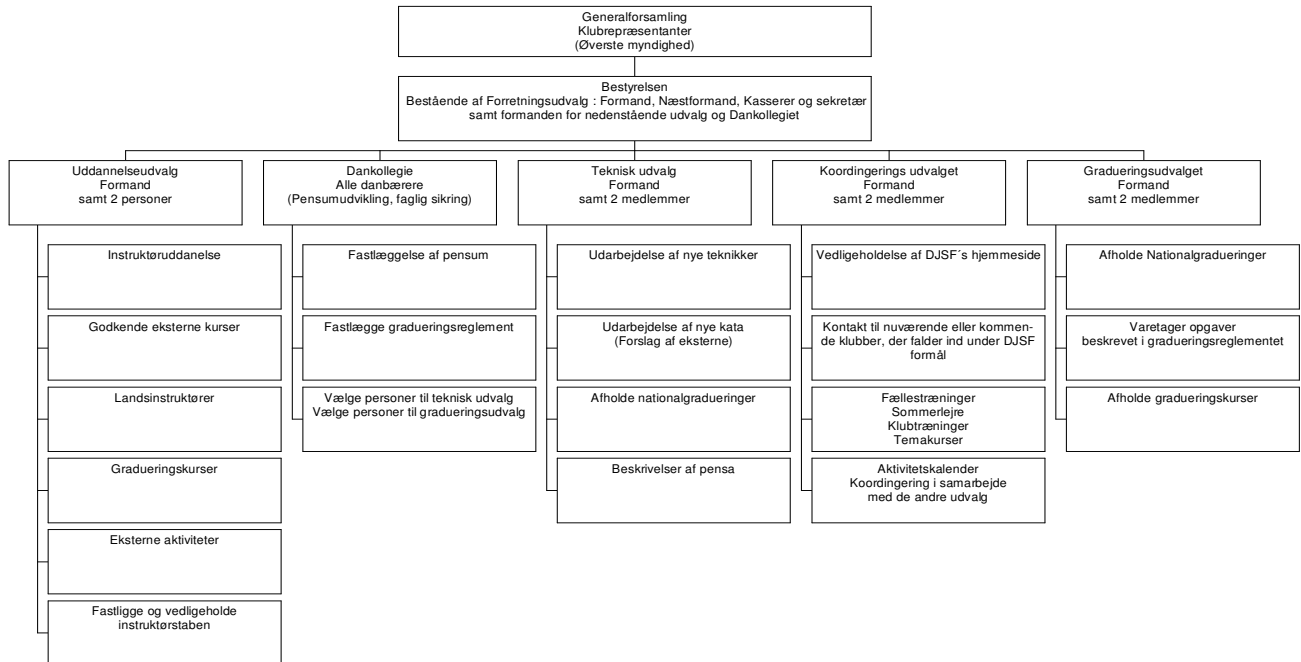 Generalforsamling
Klubrepræsentanter
(Øverste myndighed)
Bestyrelsen
Bestående af Forretningsudvalg : Formand, Næstformand, Kasserer og sekretær
samt formanden for nedenstående udvalg og Dankollegiet
Uddannelseudvalg
Formand
samt 2 personer
Instruktøruddanelse
Godkende eksterne kurser
Landsinstruktører
Gradueringskurser
Eksterne aktiviteter
Fastligge og vedligeholde
instruktørstaben
Dankollegie
Alle danbærere
(Pensumudvikling, faglig sikring)
Fastlæggelse af pensum
Fastlægge gradueringsreglement
Vælge personer til teknisk udvalg
Vælge personer til gradueringsudvalg
Teknisk udvalg
Formand
samt 2 medlemmer
Udarbejdelse af nye teknikker
Udarbejdelse af nye kata
(Forslag af eksterne)
Afholde nationalgradueringer
Beskrivelser af pensa
Koordingerings udvalget
Formand
samt 2 medlemmer
Vedligeholdelse af DJSF´s hjemmeside
Kontakt til nuværende eller kommen-
de klubber, der falder ind under DJSF
formål
Fællestræninger
Sommerlejre
Klubtræninger
Temakurser
Aktivitetskalender
Koordingering i samarbejde
med de andre udvalg
Gradueringsudvalget
Formand
samt 2 medlemmer
Afholde Nationalgradueringer
Varetager opgaver
beskrevet i gradueringsreglementet
Afholde gradueringskurser